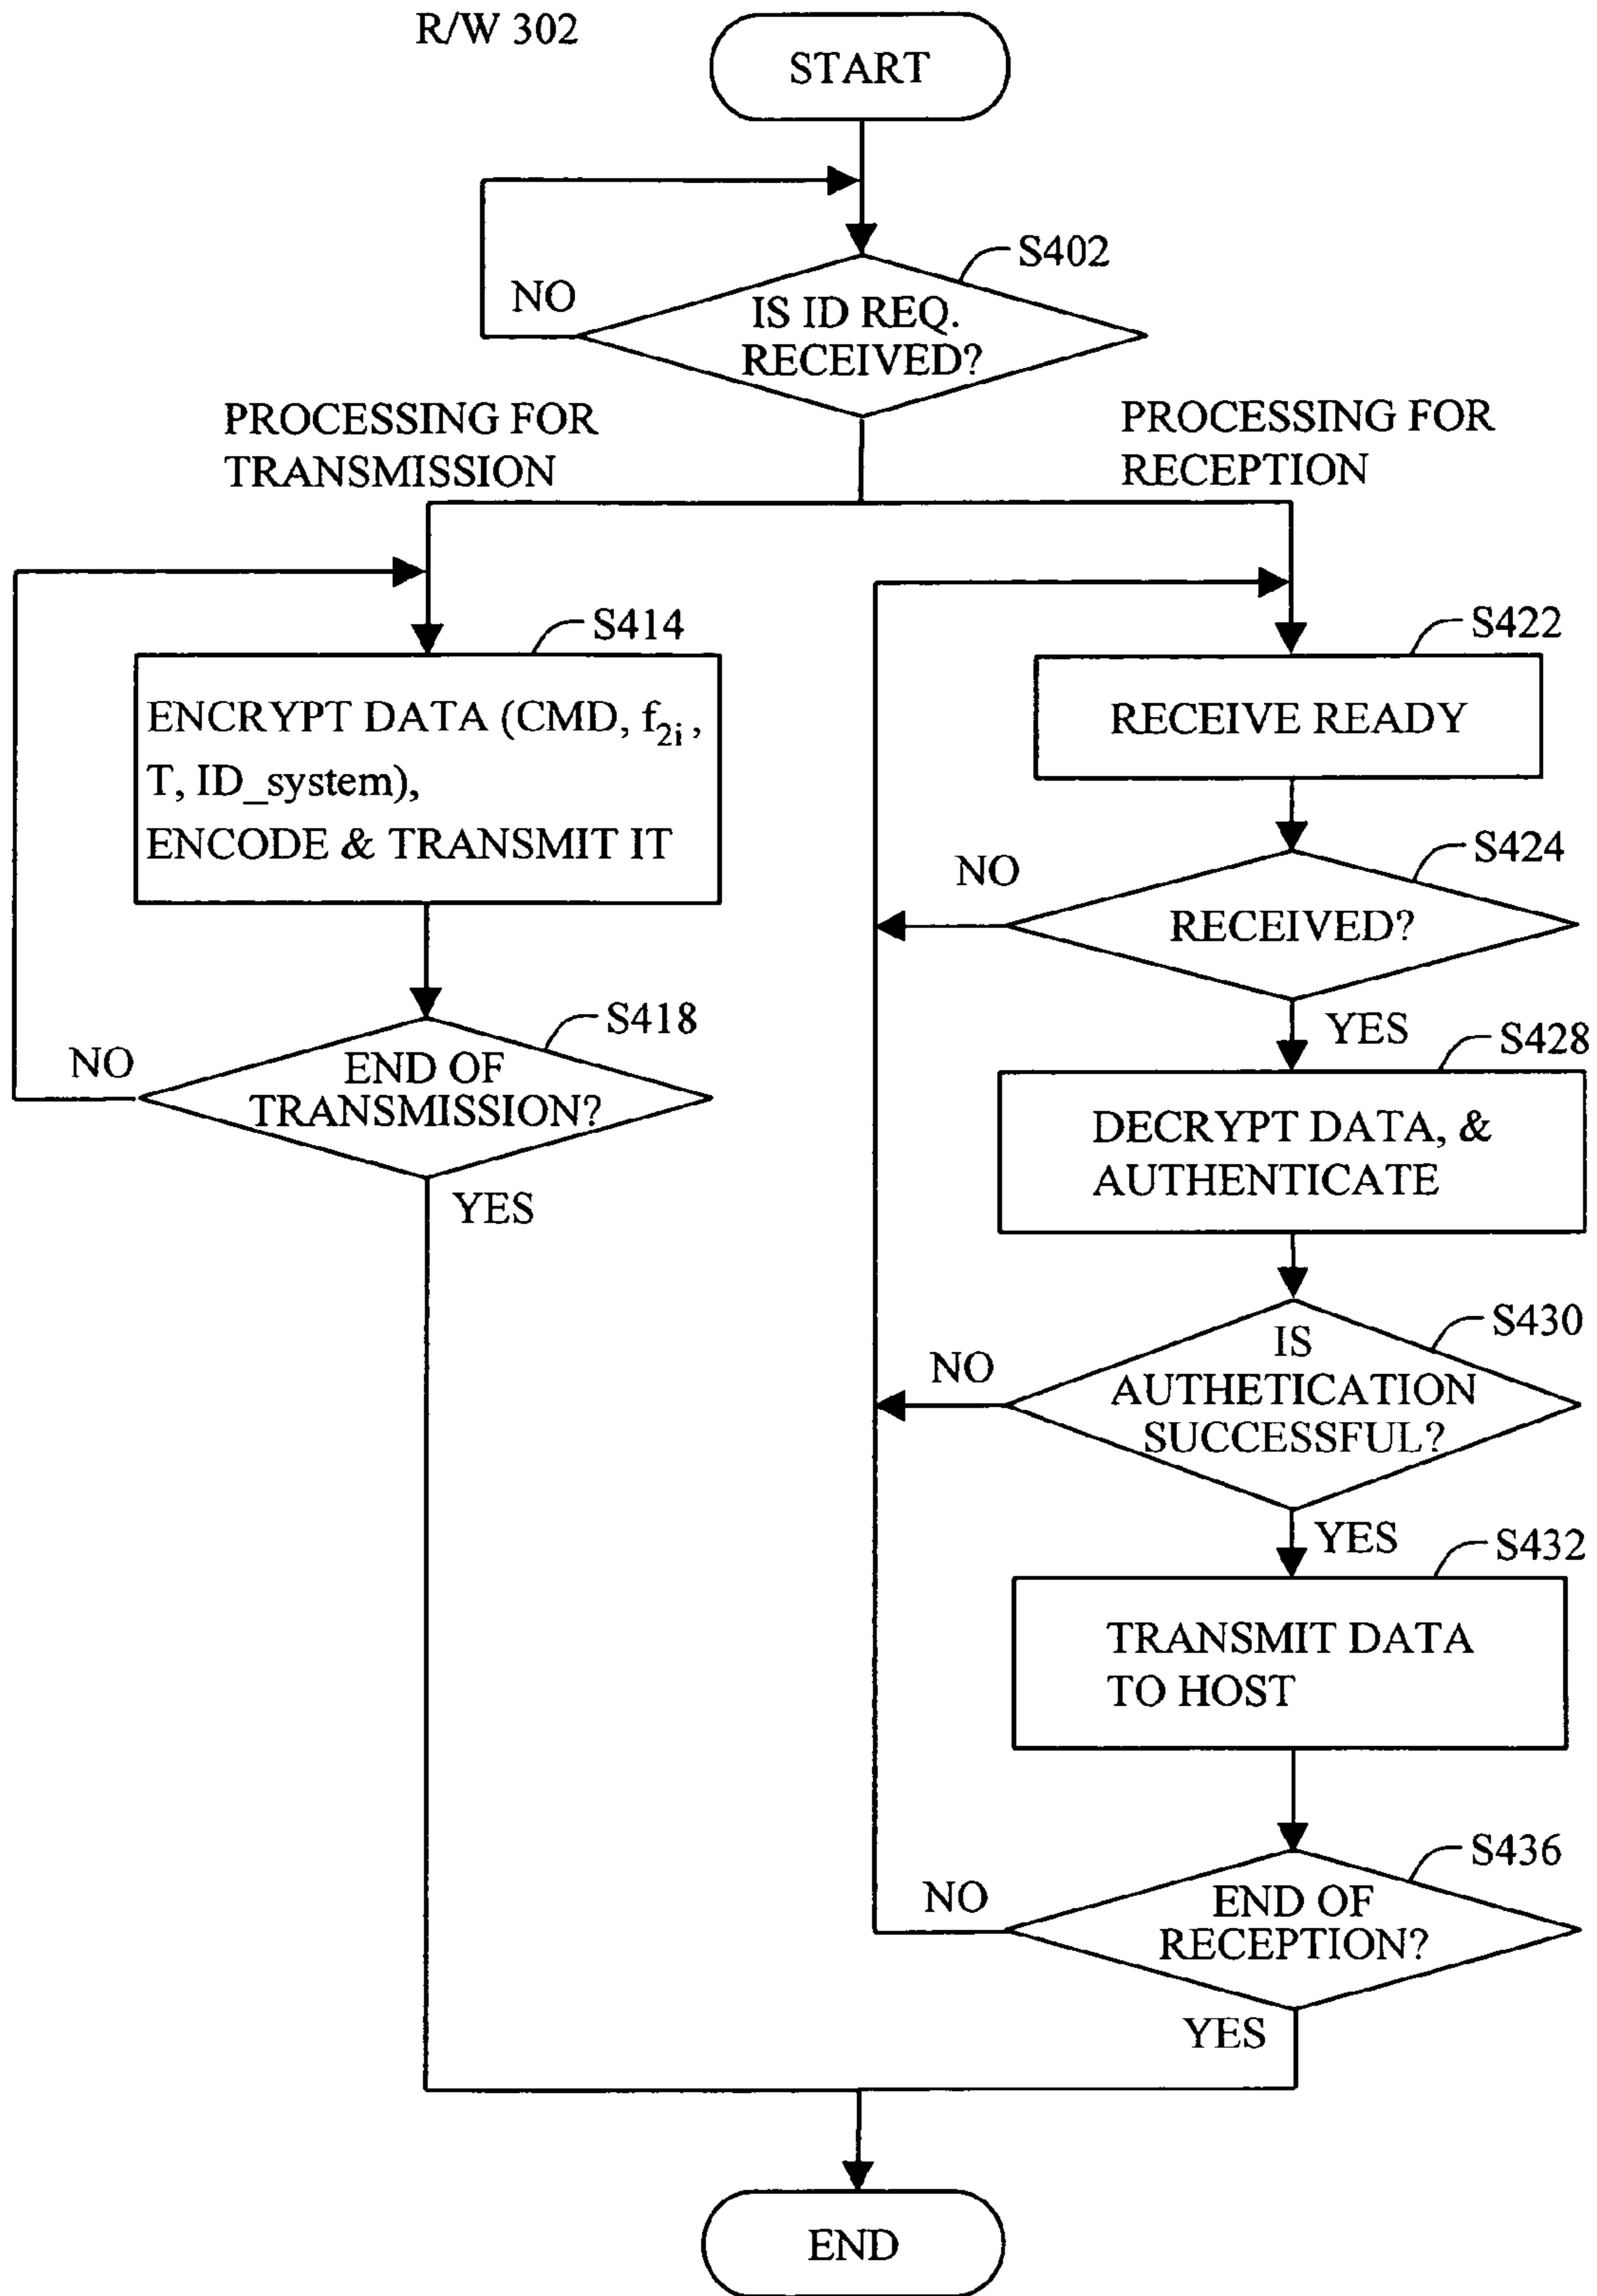 R/W 302
START
S402
NO
IS ID REQ.
RECEIVED?
PROCESSING FOR
TRANSMISSION
PROCESSING FOR
RECEPTION
S414
ENCRYPT DATA (CMD, f2i,
T, ID_system),
ENCODE & TRANSMIT IT
S418
NO
END OF
TRANSMISSION?
YES
S422
RECEIVE READY
S424
NO
RECEIVED?
YES
S428
DECRYPT DATA, &
AUTHENTICATE
S430
NO
IS
AUTHETICATION
SUCCESSFUL?
YES
S432
TRANSMIT DATA
TO HOST
S436
NO
END OF
RECEPTION?
YES
END